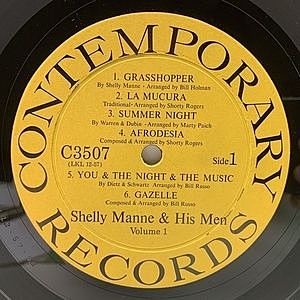 CONTEMPORARY
1. GRASSHOPPER
By Shelly Manne - Arranged by Bill Holman
2. LA MUCURA
Traditional - Arranged by Shorty Rogers
3. SUMMER NIGHT
By Warren & Dubin - Arranged by Marty Paich
4. AFRODESIA
Composed & Arranged by Shorty Rogers
C3507
(LKL 12-57)
Side 1
5. YOU & THE NIGHT & THE MUSIC
By Dietz & Schwartz Arranged by Bill Russo
6. GAZELLE
Composed & Arranged by Bill Russo
Shelly Manne & His Men
Volume 1
RECORDS